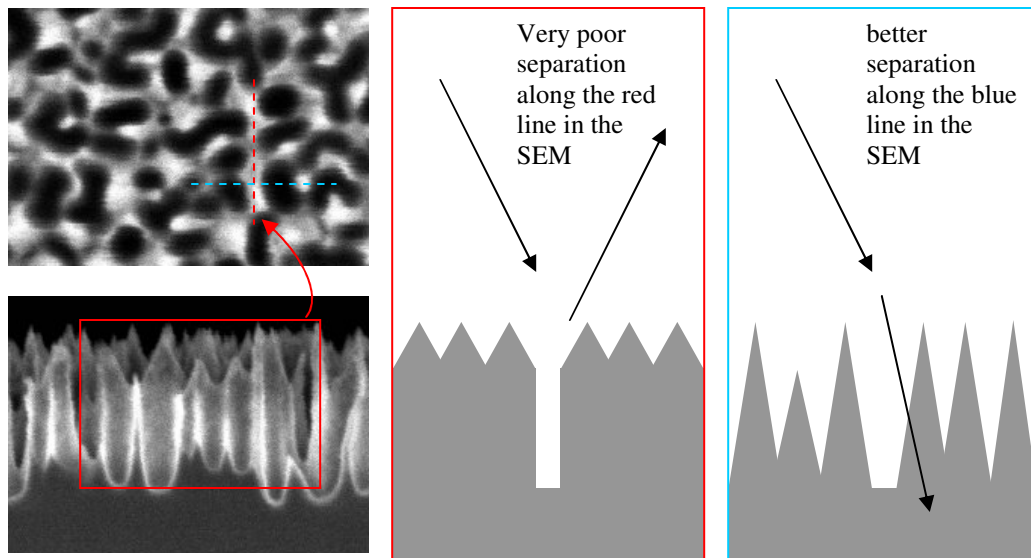 Very poor
separation
along the red
line in the
SEM
better
separation
along the blue
line in the
SEM